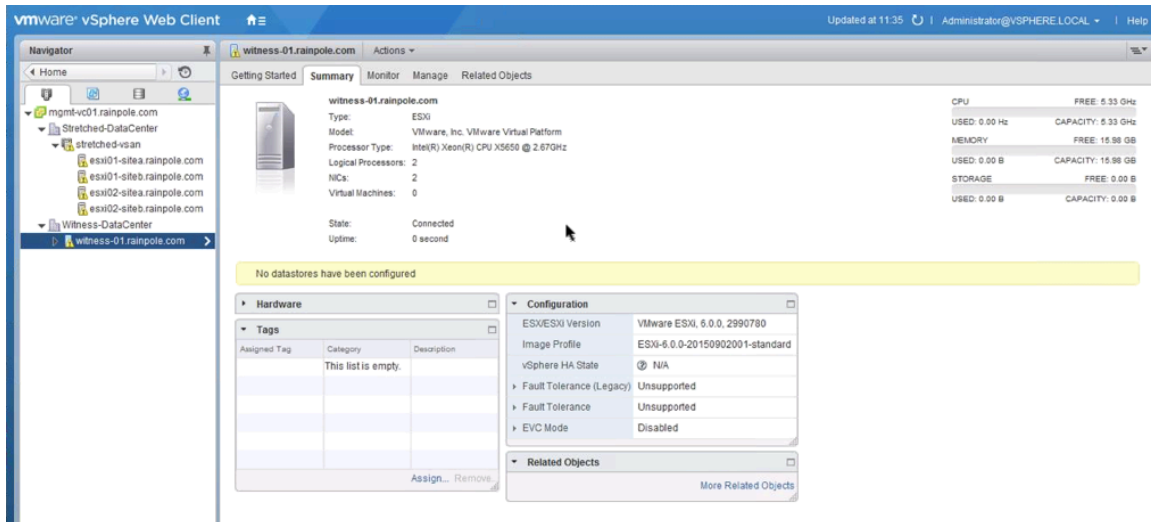 vmware® vSphere Web Client
Updated at 11:35 | Administrator@VSPHERE.LOCAL | Help
Navigator
Home
mgmt-vc01.rainpole.com
Stretched-DataCenter
stretched-vsan
esxi01-sitea.rainpole.com
esxi01-siteb.rainpole.com
esxi02-sitea.rainpole.com
esxi02-siteb.rainpole.com
Witness-DataCenter
witness-01.rainpole.com
witness-01.rainpole.com Actions
Getting Started Summary Monitor Manage Related Objects
witness-01.rainpole.com
Type: ESXi
Model: VMware, Inc. VMware Virtual Platform
Processor Type: Intel(R) Xeon(R) CPU X5650 @ 2.67GHz
Logical Processors: 2
NICs: 2
Virtual Machines: 0
State: Connected
Uptime: 0 second
CPU FREE: 5.33 GHz
USED: 0.00 Hz CAPACITY: 5.33 GHz
MEMORY FREE: 15.98 GB
USED: 0.00 B CAPACITY: 15.98 GB
STORAGE FREE: 0.00 B
USED: 0.00 B CAPACITY: 0.00 B
No datastores have been configured
Hardware
Tags
Assigned Tag Category Description
This list is empty.
Assign... Remove
Configuration
ESX/ESXi Version VMware ESXi, 6.0.0, 2990780
Image Profile ESXi-6.0.0-20150902001-standard
vSphere HA State N/A
Fault Tolerance (Legacy) Unsupported
Fault Tolerance Unsupported
EVC Mode Disabled
Related Objects
More Related Objects